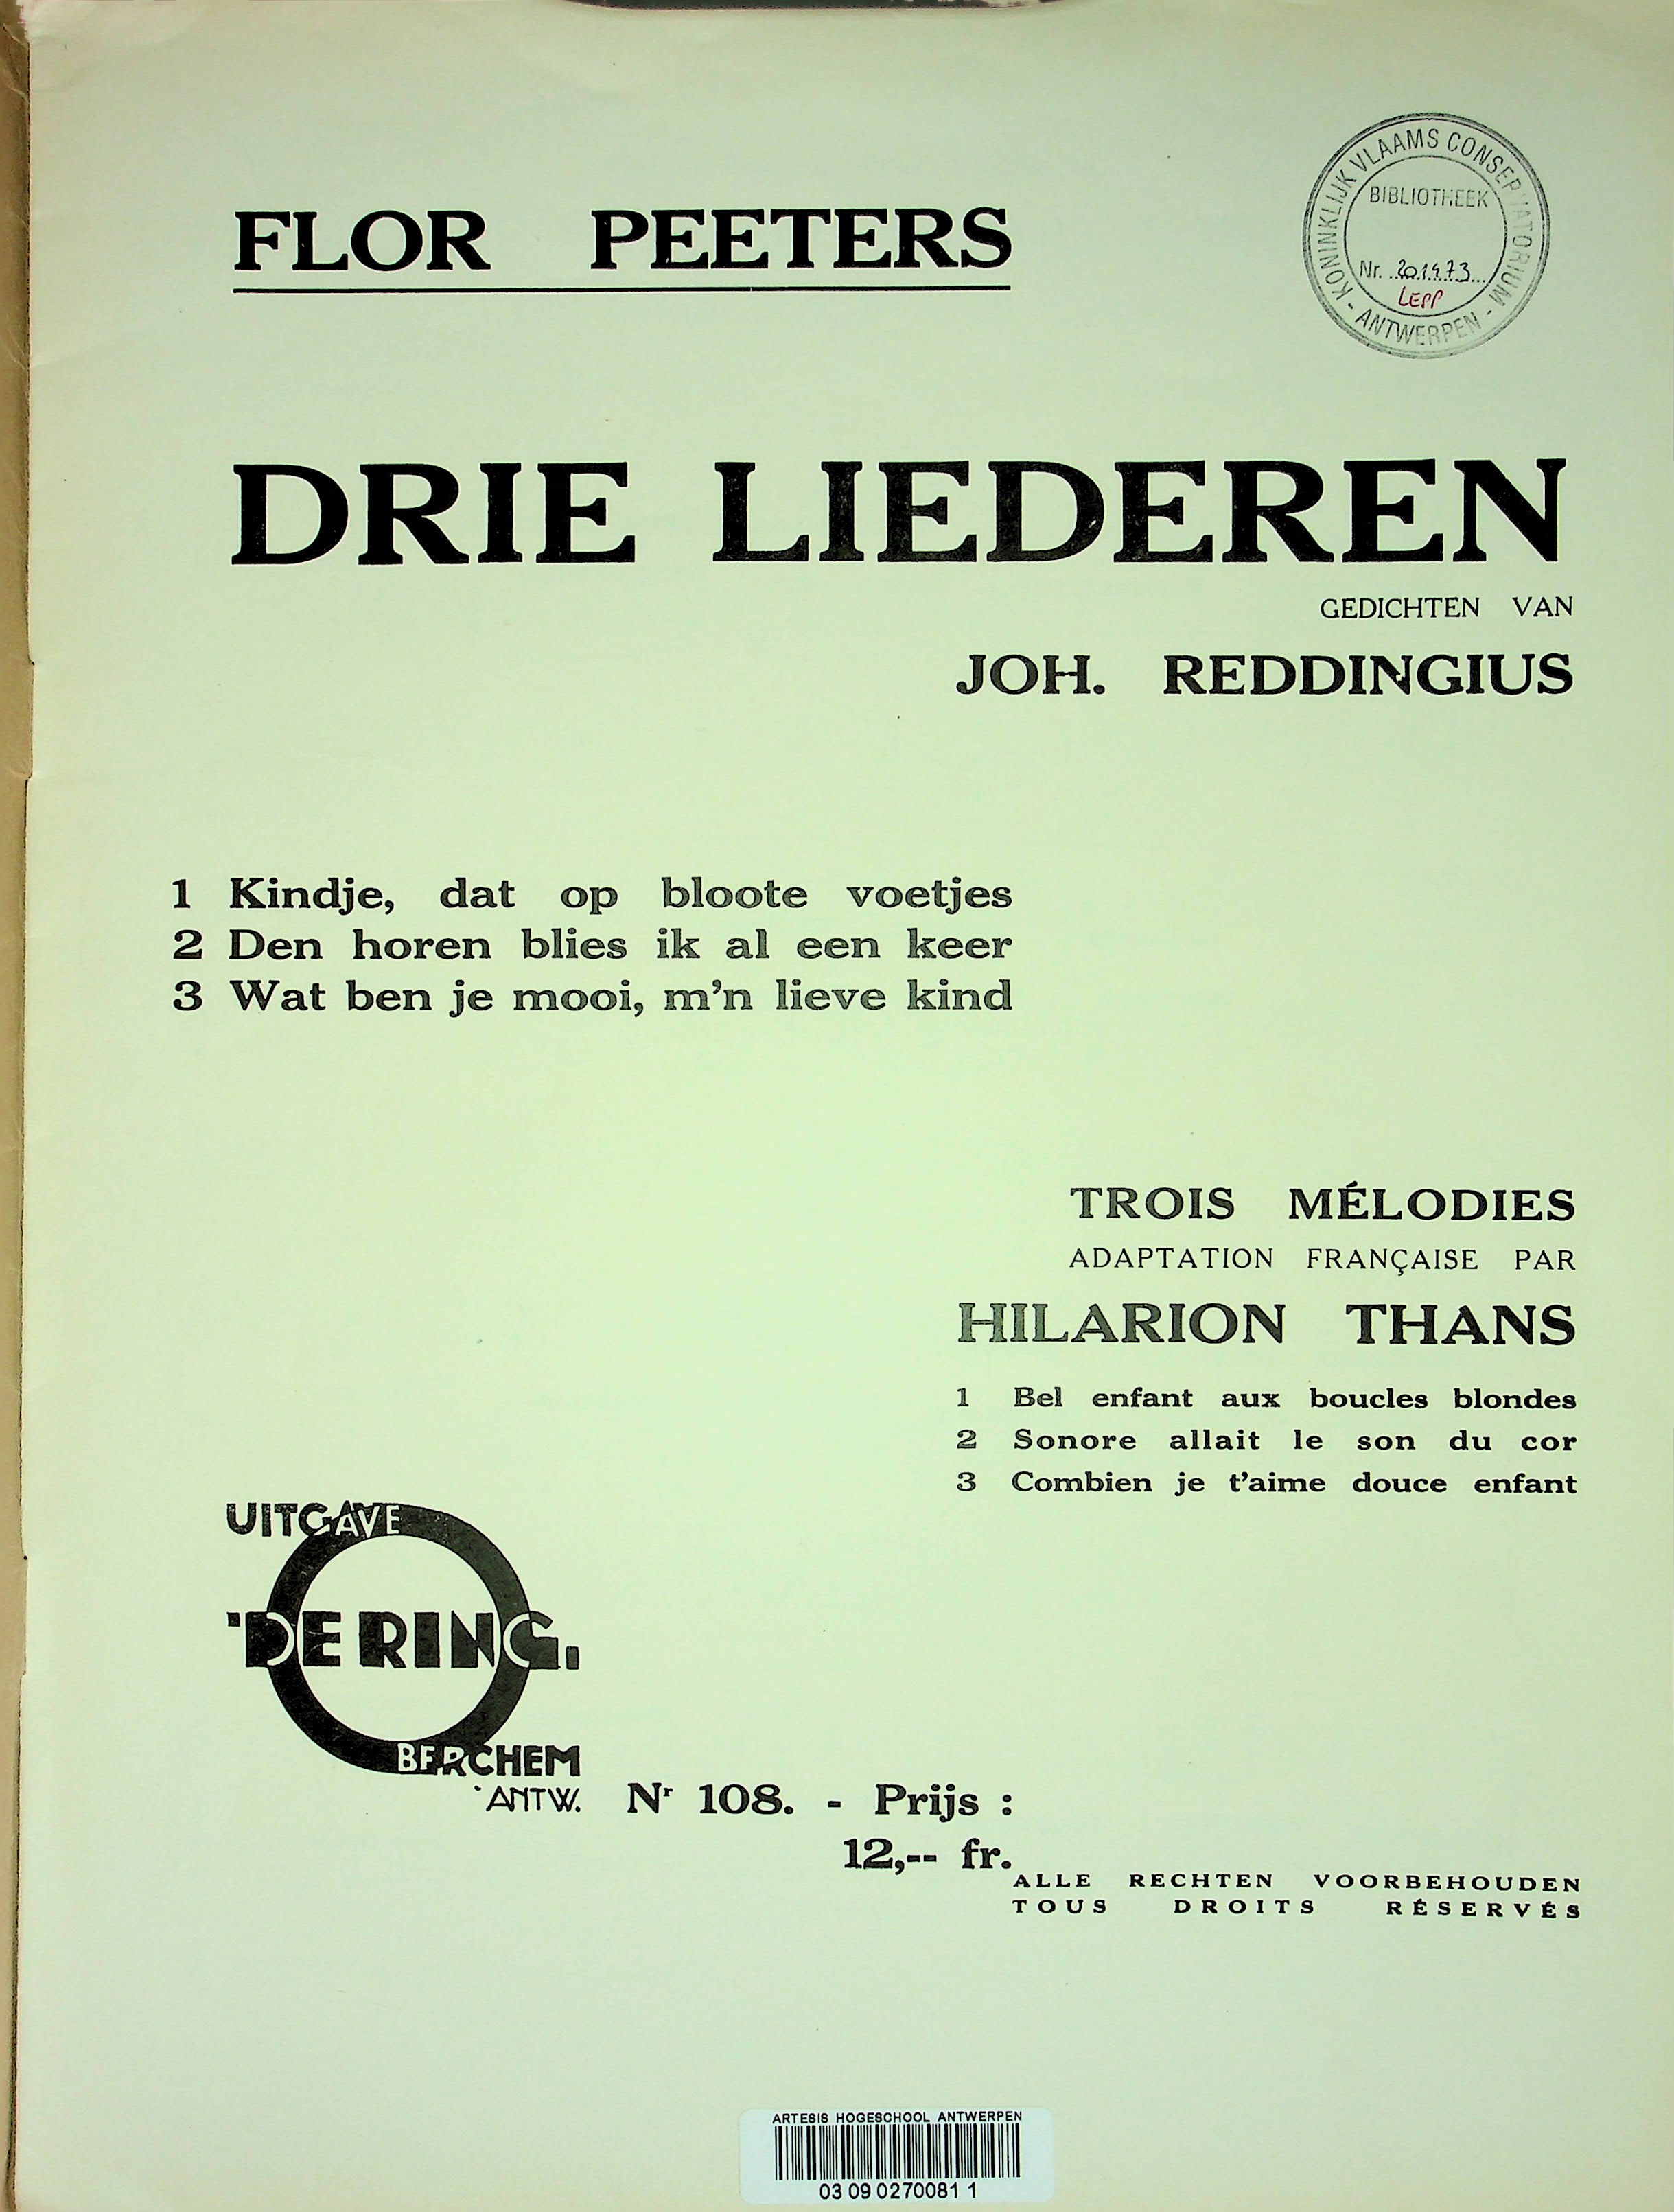 KONINKLIJK VLAAMS CONSERVATORIUM
- ANTWERPEN -
BIBLIOTHEEK
Nr. 201473
LEPP
FLOR PEETERS
DRIE LIEDEREN
GEDICHTEN VAN
JOH. REDDINGIUS
1 Kindje, dat op bloote voetjes
2 Den horen blies ik al een keer
3 Wat ben je mooi, m'n lieve kind
TROIS MÉLODIES
ADAPTATION FRANÇAISE PAR
HILARION THANS
1 Bel enfant aux boucles blondes
2 Sonore allait le son du cor
3 Combien je t'aime douce enfant
UITGAVE
'DE RING.
BERCHEM
'ANTW.
Nr 108. - Prijs :
12,-- fr.
ALLE RECHTEN VOORBEHOUDEN
TOUS DROITS RÉSERVÉS
ARTESIS HOGESCHOOL ANTWERPEN
03 09 0270081 1